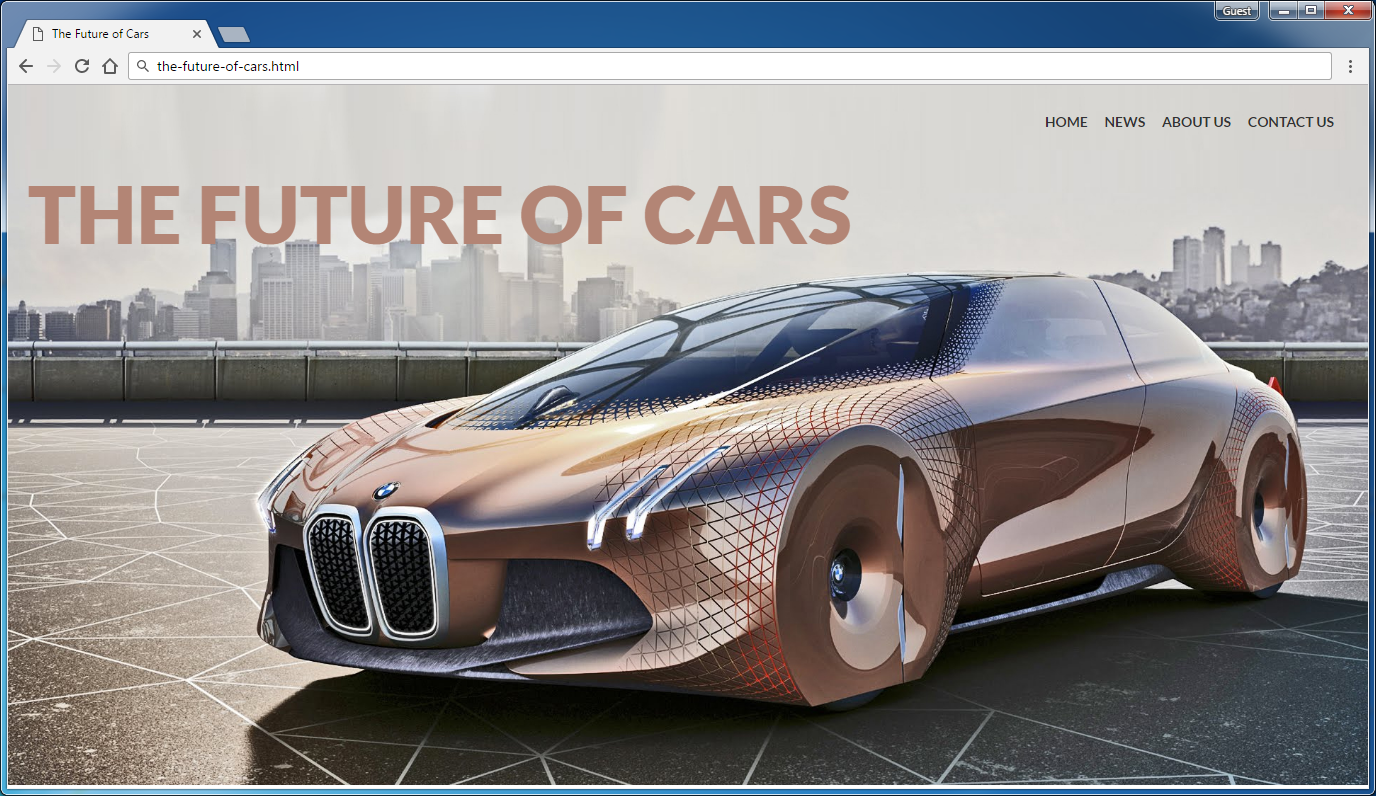 Guest
The Future of Cars
the-future-of-cars.html
HOME NEWS ABOUT US CONTACT US
THE FUTURE OF CARS